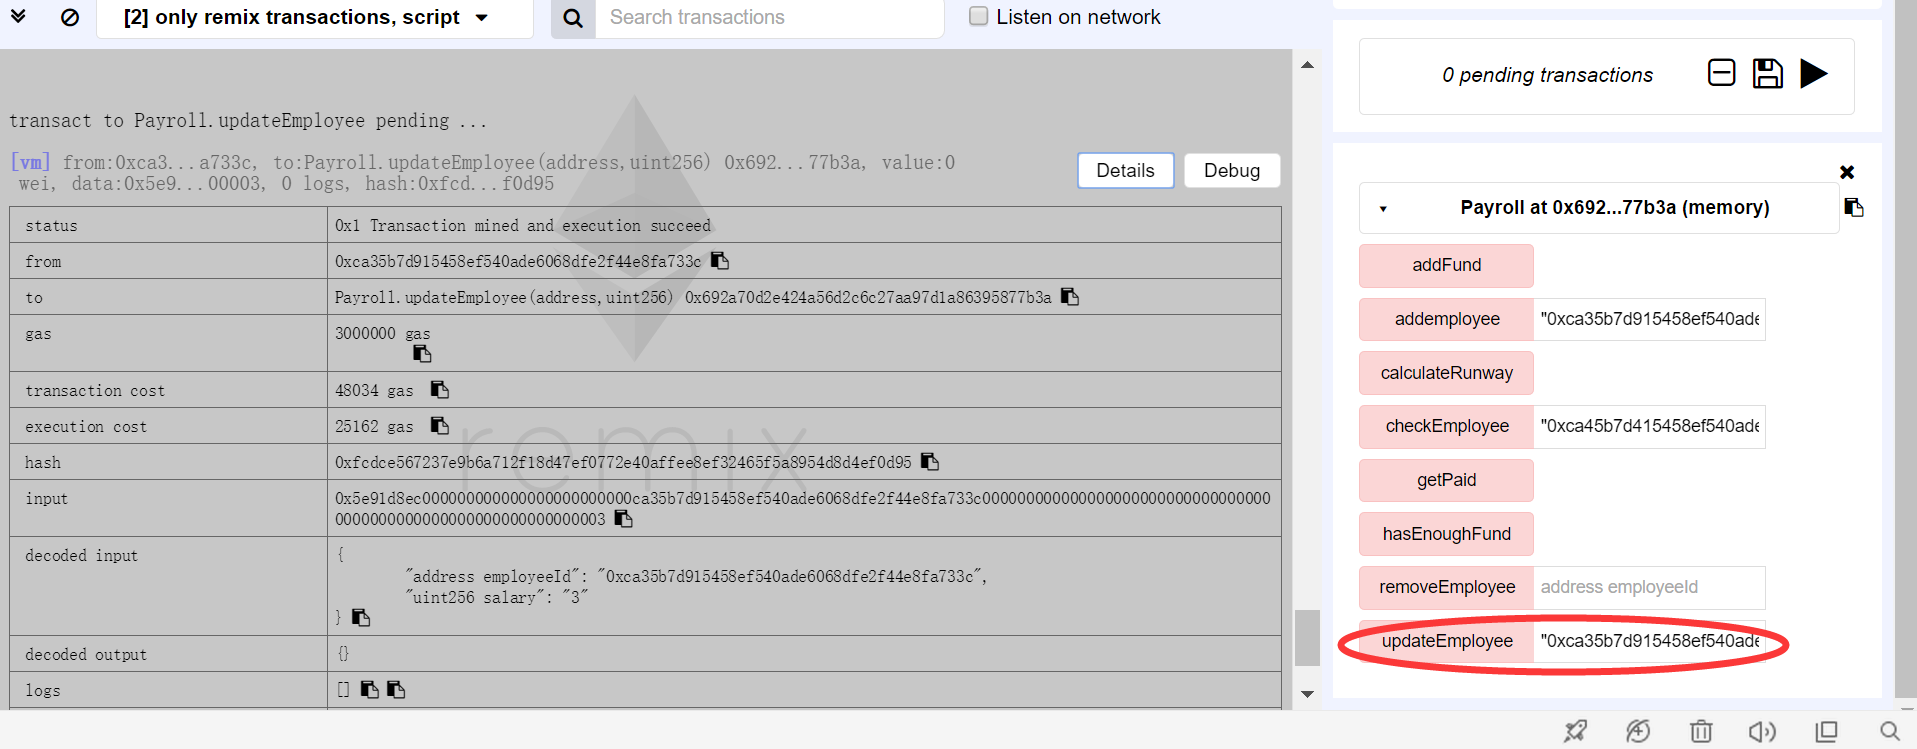 [2] only remix transactions, script
Search transactions
Listen on network
transact to Payroll.updateEmployee pending ...
[vm] from:0xca3...a733c, to:Payroll.updateEmployee(address,uint256) 0x692...77b3a, value:0
wei, data:0x5e9...00003, 0 logs, hash:0xfcd...f0d95
Details
Debug
status 0x1 Transaction mined and execution succeed
from 0xca35b7d915458ef540ade6068dfe2f44e8fa733c
to Payroll.updateEmployee(address,uint256) 0x692a70d2e424a56d2c6c27aa97d1a86395877b3a
gas 3000000 gas
transaction cost 48034 gas
execution cost 25162 gas
remix
hash 0xfcdce567237e9b6a712f18d47ef0772e40affee8ef32465f5a8954d8d4ef0d95
input 0x5e91d8ec000000000000000000000000ca35b7d915458ef540ade6068dfe2f44e8fa733c000000000000000000000000000000000
0000000000000000000000000000003
decoded input {
"address employeeId": "0xca35b7d915458ef540ade6068dfe2f44e8fa733c",
"uint256 salary": "3"
}
decoded output {}
logs []
0 pending transactions
Payroll at 0x692...77b3a (memory)
addFund
addemployee "0xca35b7d915458ef540ade
calculateRunway
checkEmployee "0xca45b7d415458ef540ade
getPaid
hasEnoughFund
removeEmployee address employeeId
updateEmployee "0xca35b7d915458ef540ade